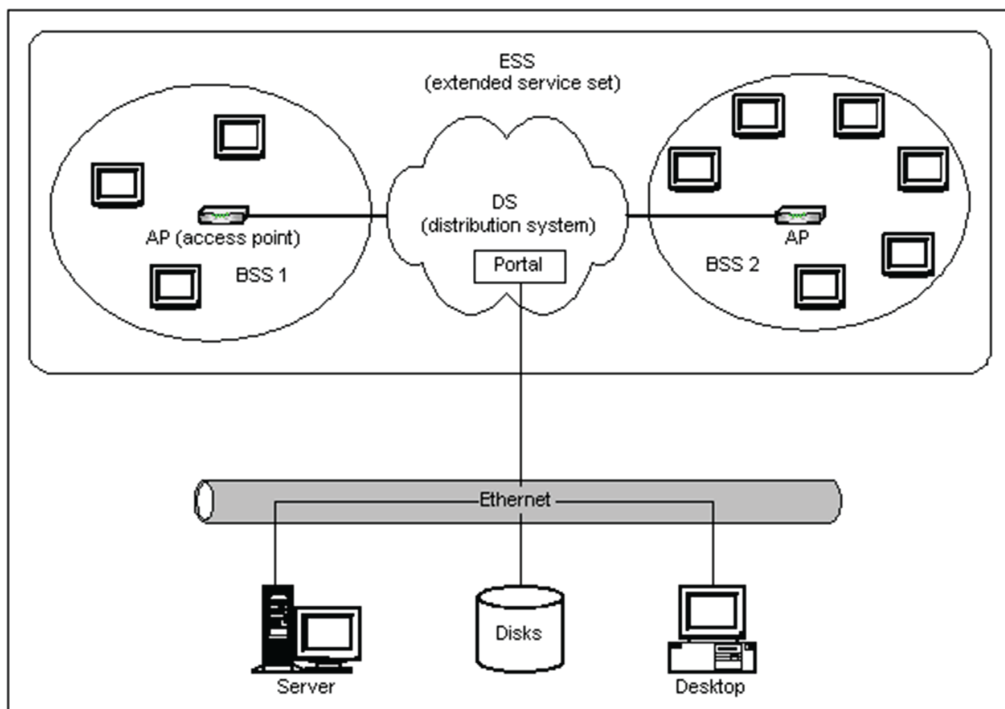 ESS
(extended service set)
DS
(distribution system)
Portal
AP (access point)
BSS 1
AP
BSS 2
Ethernet
Server
Disks
Desktop